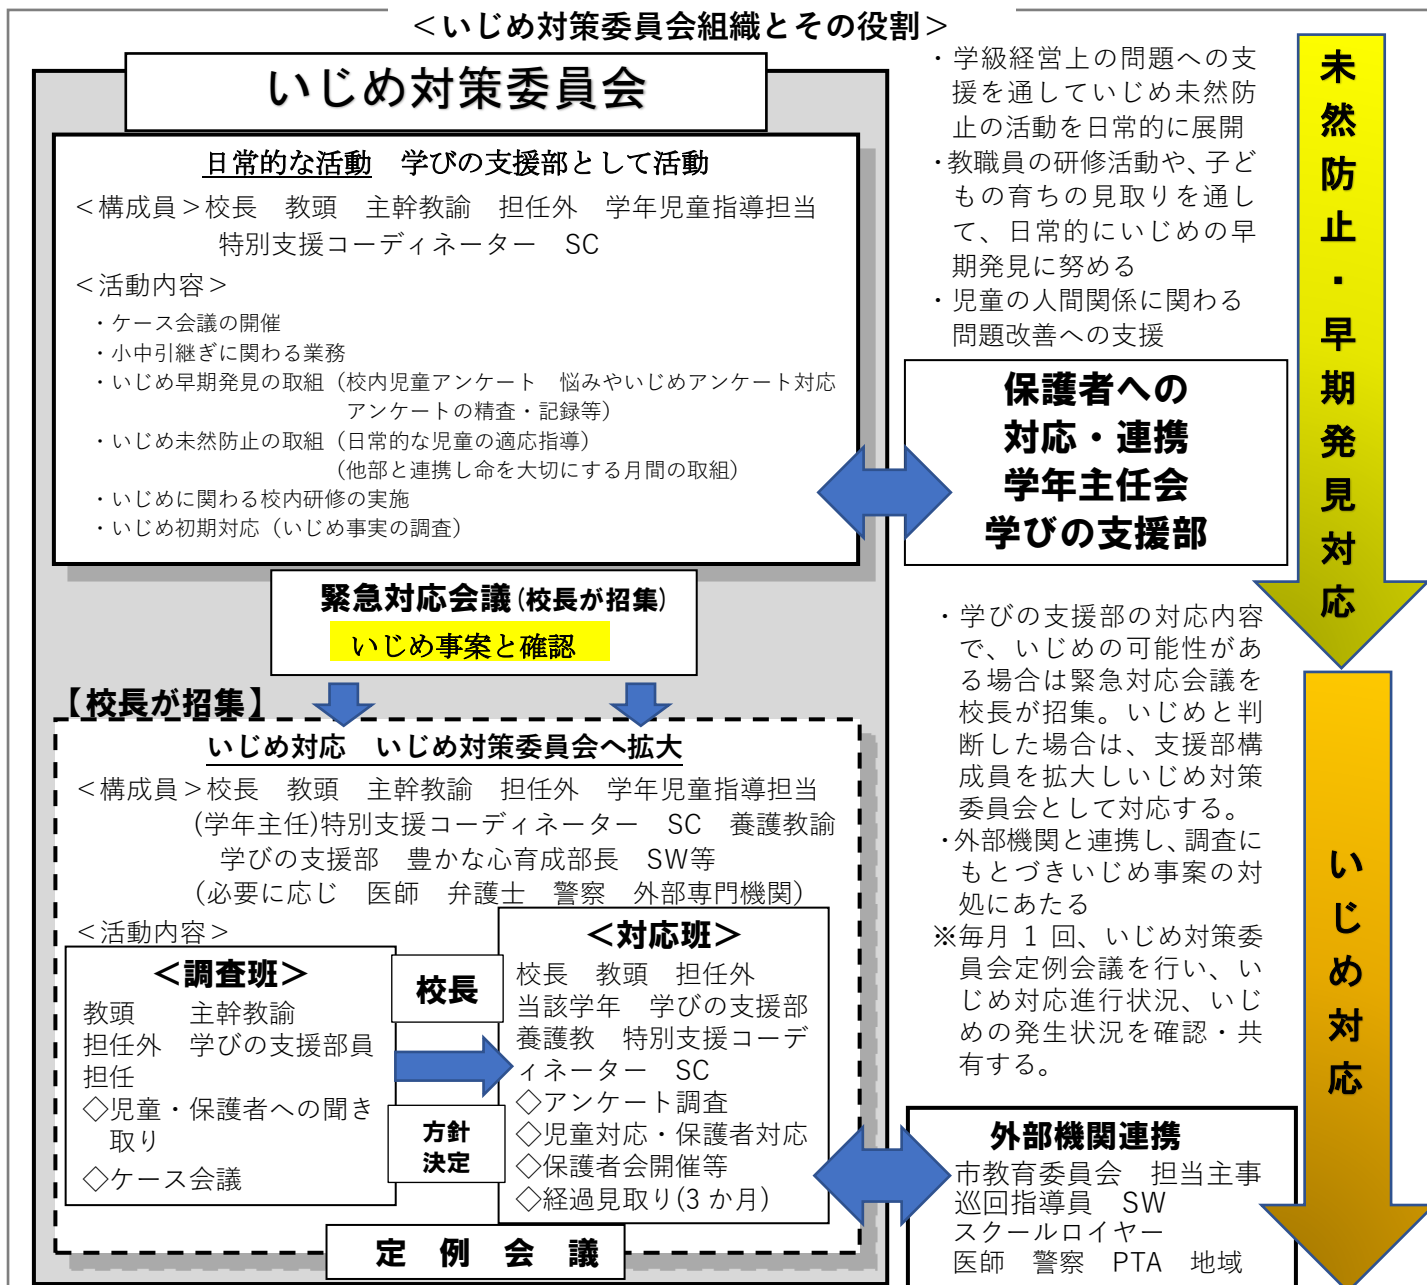 ＜いじめ対策委員会組織とその役割＞
いじめ対策委員会
日常的な活動　学びの支援部として活動
＜構成員＞校長　教頭　主幹教諭　担任外　学年児童指導担当
特別支援コーディネーター　SC
＜活動内容＞
・ケース会議の開催
・小中引継ぎに関わる業務
・いじめ早期発見の取組（校内児童アンケート　悩みやいじめアンケート対応
アンケートの精査・記録等）
・いじめ未然防止の取組（日常的な児童の適応指導）
（他部と連携し命を大切にする月間の取組）
・いじめに関わる校内研修の実施
・いじめ初期対応（いじめ事実の調査）
・学級経営上の問題への支
援を通していじめ未然防
止の活動を日常的に展開
・教職員の研修活動や、子ど
もの育ちの見取りを通し
て、日常的にいじめの早
期発見に努める
・児童の人間関係に関わる
問題改善への支援
保護者への
対応・連携
学年主任会
学びの支援部
未然防止・早期発見対応
緊急対応会議(校長が招集)
いじめ事案と確認
【校長が招集】
いじめ対応　いじめ対策委員会へ拡大
＜構成員＞校長　教頭　主幹教諭　担任外　学年児童指導担当
(学年主任)特別支援コーディネーター　SC　養護教諭
学びの支援部　豊かな心育成部長　SW等
（必要に応じ　医師　弁護士　警察　外部専門機関）
＜活動内容＞
＜調査班＞
教頭　　主幹教諭
担任外　学びの支援部員
担任
◇児童・保護者への聞き
取り
◇ケース会議
校長
方針
決定
＜対応班＞
校長　教頭　担任外
当該学年　学びの支援部
養護教　特別支援コーデ
ィネーター　SC
◇アンケート調査
◇児童対応・保護者対応
◇保護者会開催等
◇経過見取り(3 か月)
定　例　会　議
・学びの支援部の対応内容
で、いじめの可能性があ
る場合は緊急対応会議を
校長が招集。いじめと判
断した場合は、支援部構
成員を拡大しいじめ対策
委員会として対応する。
・外部機関と連携し、調査に
もとづきいじめ事案の対
処にあたる
※毎月 1 回、いじめ対策委
員会定例会議を行い、い
じめ対応進行状況、いじ
めの発生状況を確認・共
有する。
外部機関連携
市教育委員会　担当主事
巡回指導員　SW
スクールロイヤー
医師　警察　PTA　地域
いじめ対応